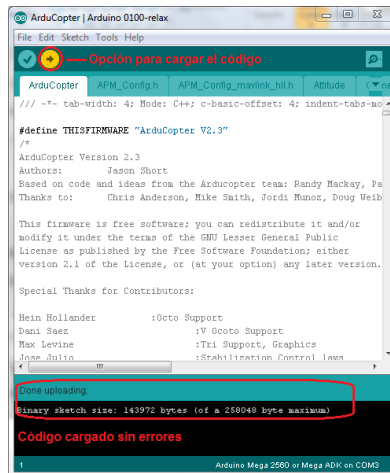 ArduCopter | Arduino 0100-relax
File Edit Sketch Tools Help
Opción para cargar el código
ArduCopter APM_Config.h APM_Config_mavlink_hil.h Attitude
/// -*- tab-width: 4; Mode: C++; c-basic-offset: 4; indent-tabs-mo
#define THISFIRMWARE "ArduCopter V2.3"
/*
ArduCopter Version 2.3
Authors: Jason Short
Based on code and ideas from the Arducopter team: Randy Mackay, Pa
Thanks to: Chris Anderson, Mike Smith, Jordi Munoz, Doug Weib
This firmware is free software; you can redistribute it and/or
modify it under the terms of the GNU Lesser General Public
License as published by the Free Software Foundation; either
version 2.1 of the License, or (at your option) any later version.
Special Thanks for Contributors:
Hein Hollander :Octo Support
Dani Saez :V Ocoto Support
Max Levine :Tri Support, Graphics
Jose Julio :Stabilization Control laws
Done uploading.
Binary sketch size: 143972 bytes (of a 258048 byte maximum)
Código cargado sin errores
1 Arduino Mega 2560 or Mega ADK on COM3